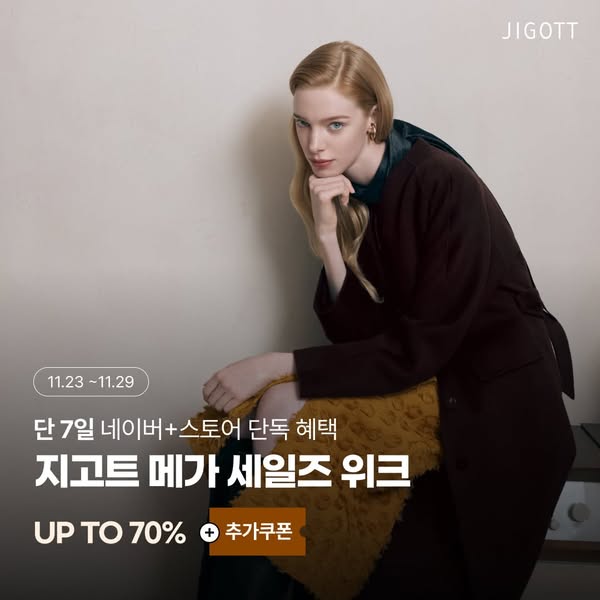 JIGOTT
11.23 ~11.29
단 7일 네이버+스토어 단독 혜택
지고트 메가 세일즈 위크
UP TO 70% + 추가쿠폰